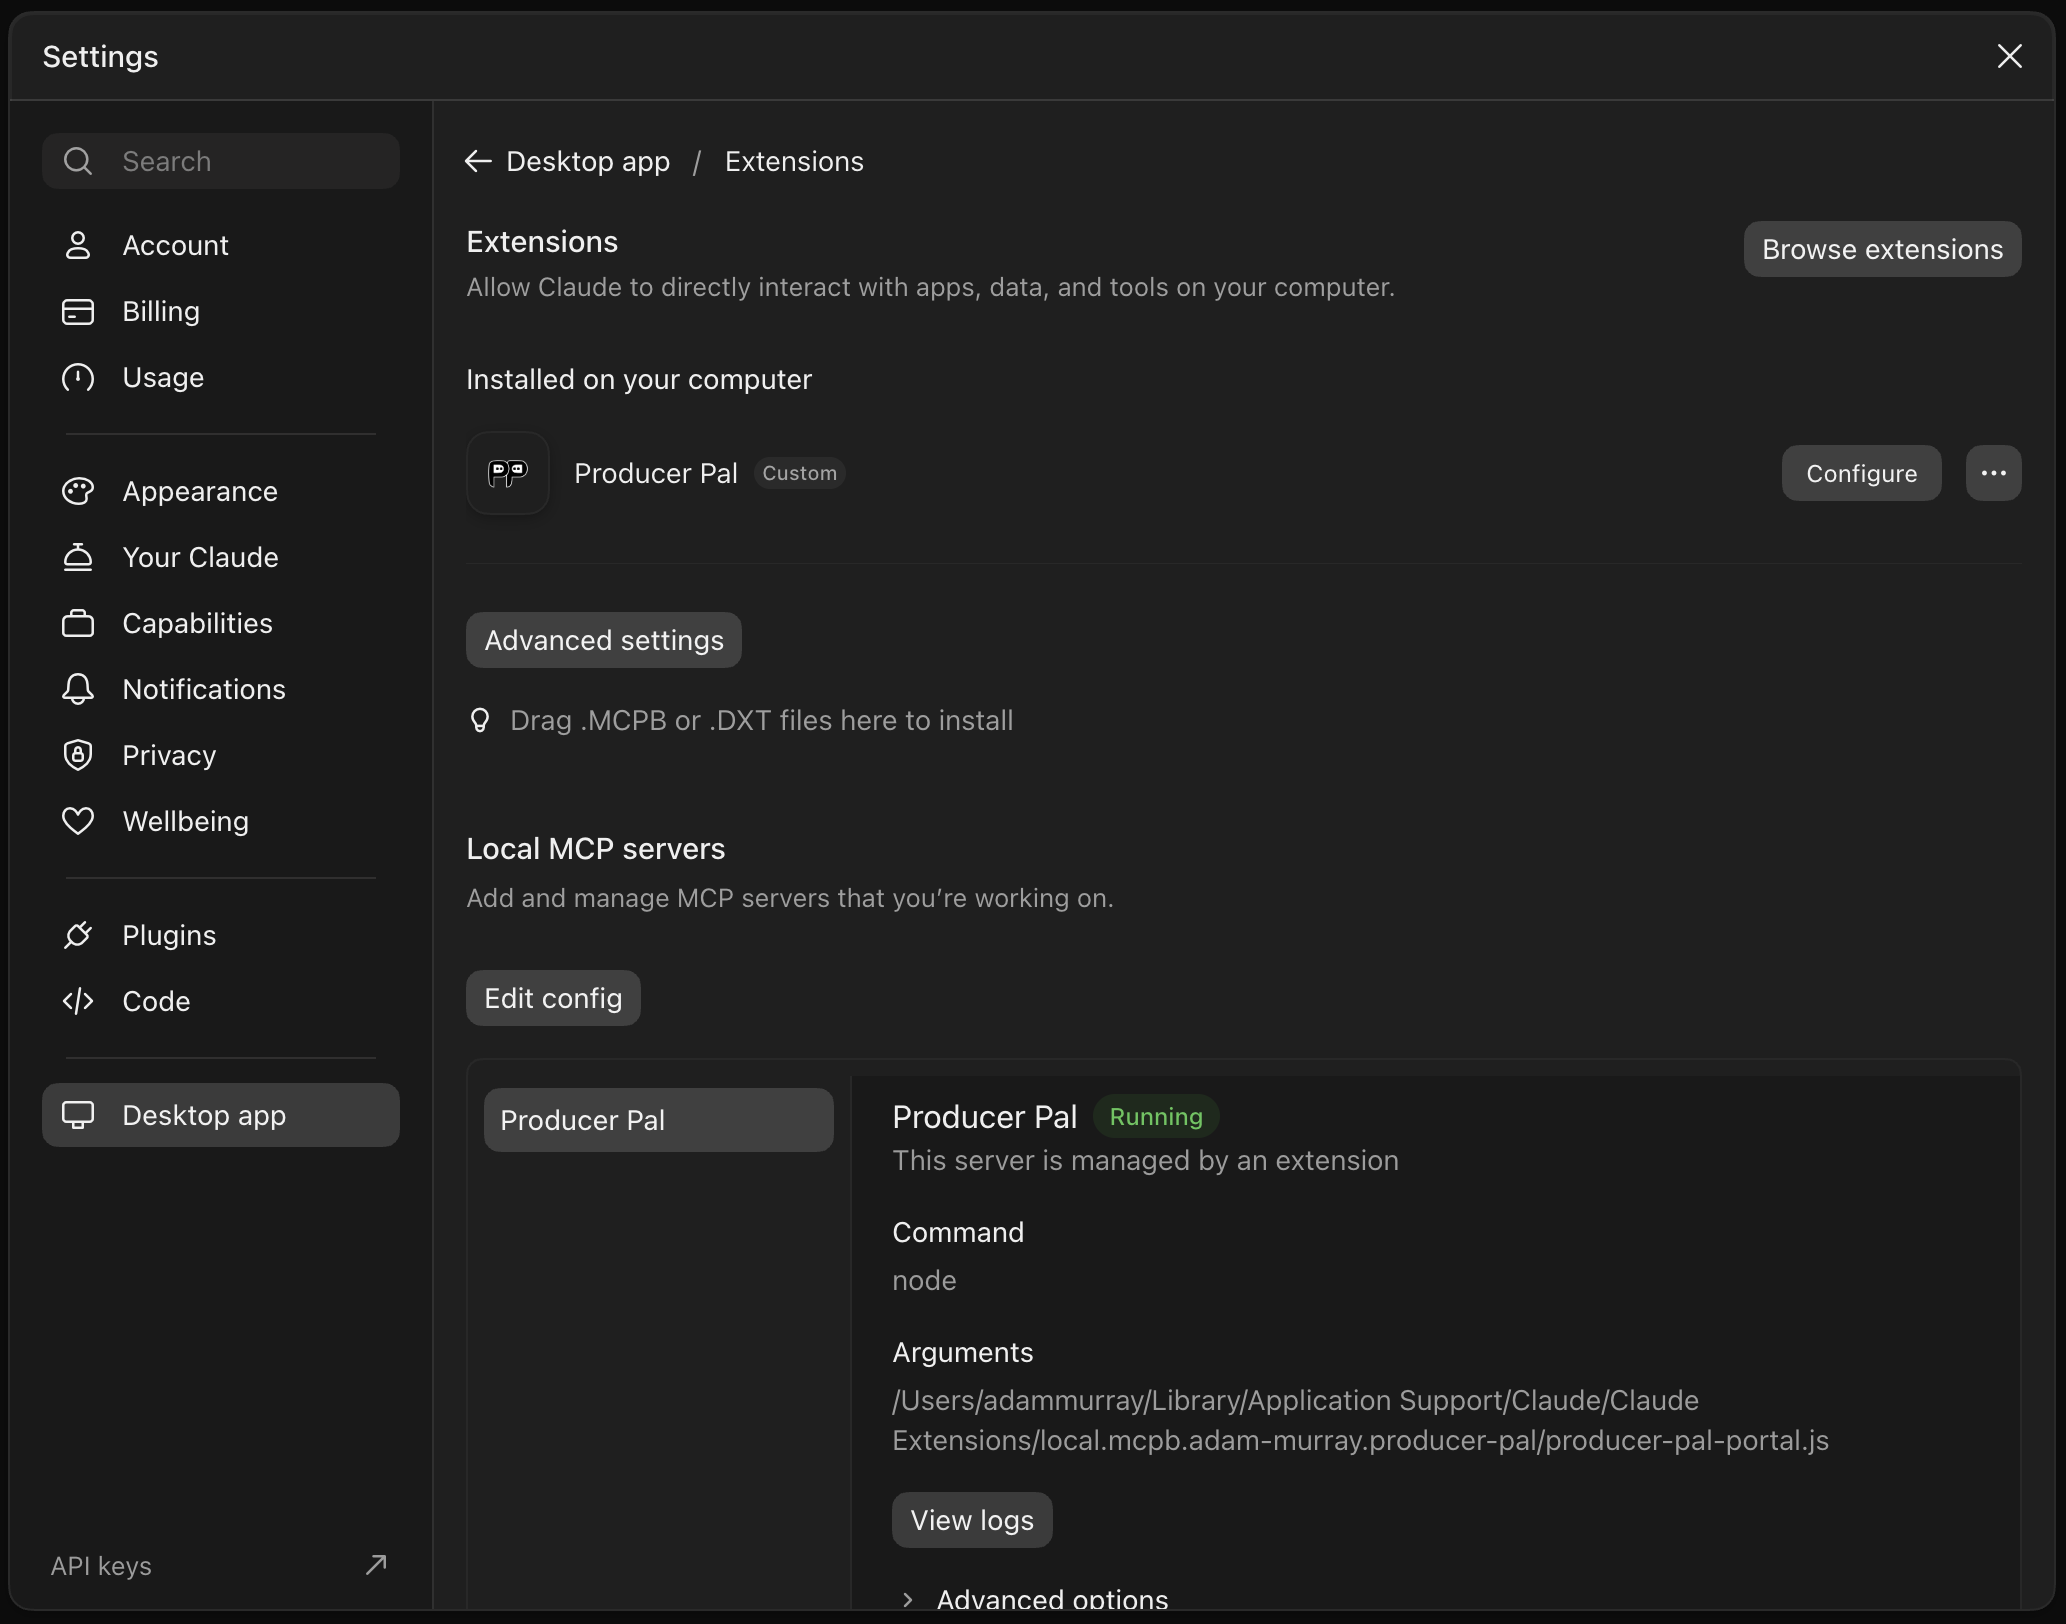 Settings
Search
Account
Billing
Usage
Appearance
Your Claude
Capabilities
Notifications
Privacy
Wellbeing
Plugins
Code
Desktop app
API keys
Desktop app / Extensions
Extensions
Browse extensions
Allow Claude to directly interact with apps, data, and tools on your computer.
Installed on your computer
PP
Producer Pal Custom
Configure
Advanced settings
Drag .MCPB or .DXT files here to install
Local MCP servers
Add and manage MCP servers that you’re working on.
Edit config
Producer Pal
Producer Pal Running
This server is managed by an extension
Command
node
Arguments
/Users/adammurray/Library/Application Support/Claude/Claude
Extensions/local.mcpb.adam-murray.producer-pal/producer-pal-portal.js
View logs
Advanced options